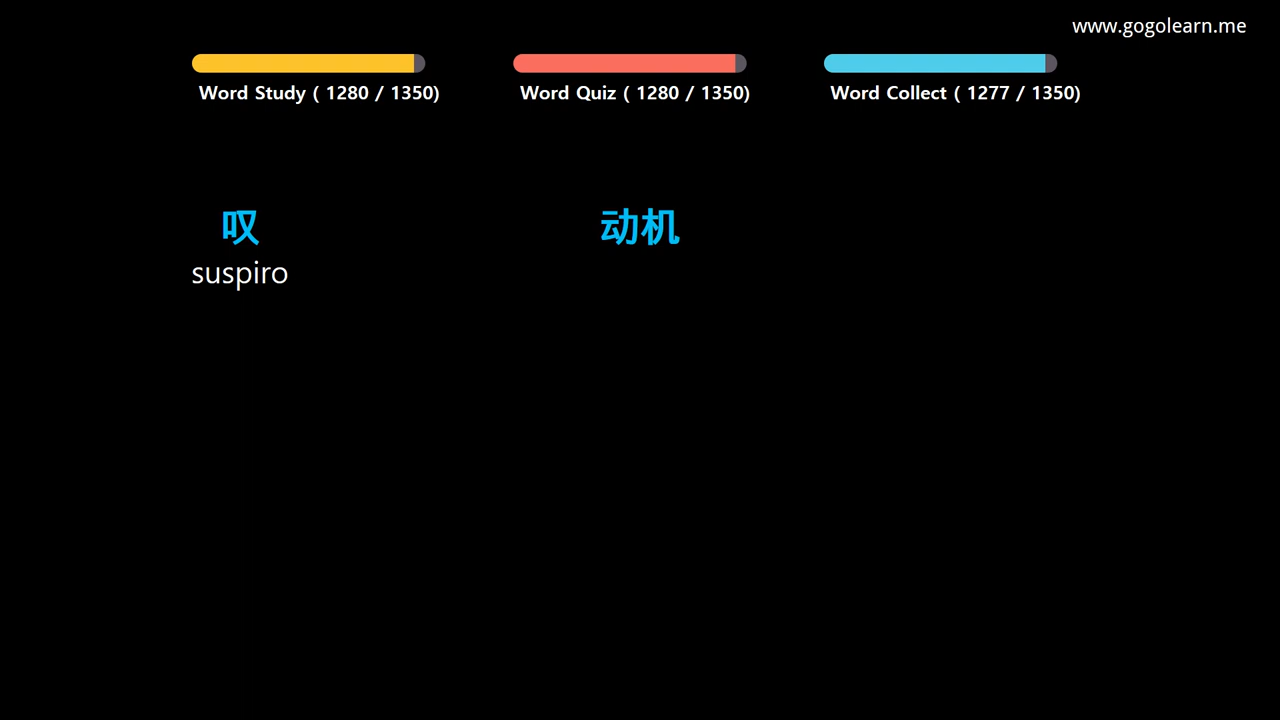 www.gogolearn.me
Word Study ( 1280 / 1350)
Word Quiz ( 1280 / 1350)
Word Collect ( 1277 / 1350)
叹
动机
suspiro